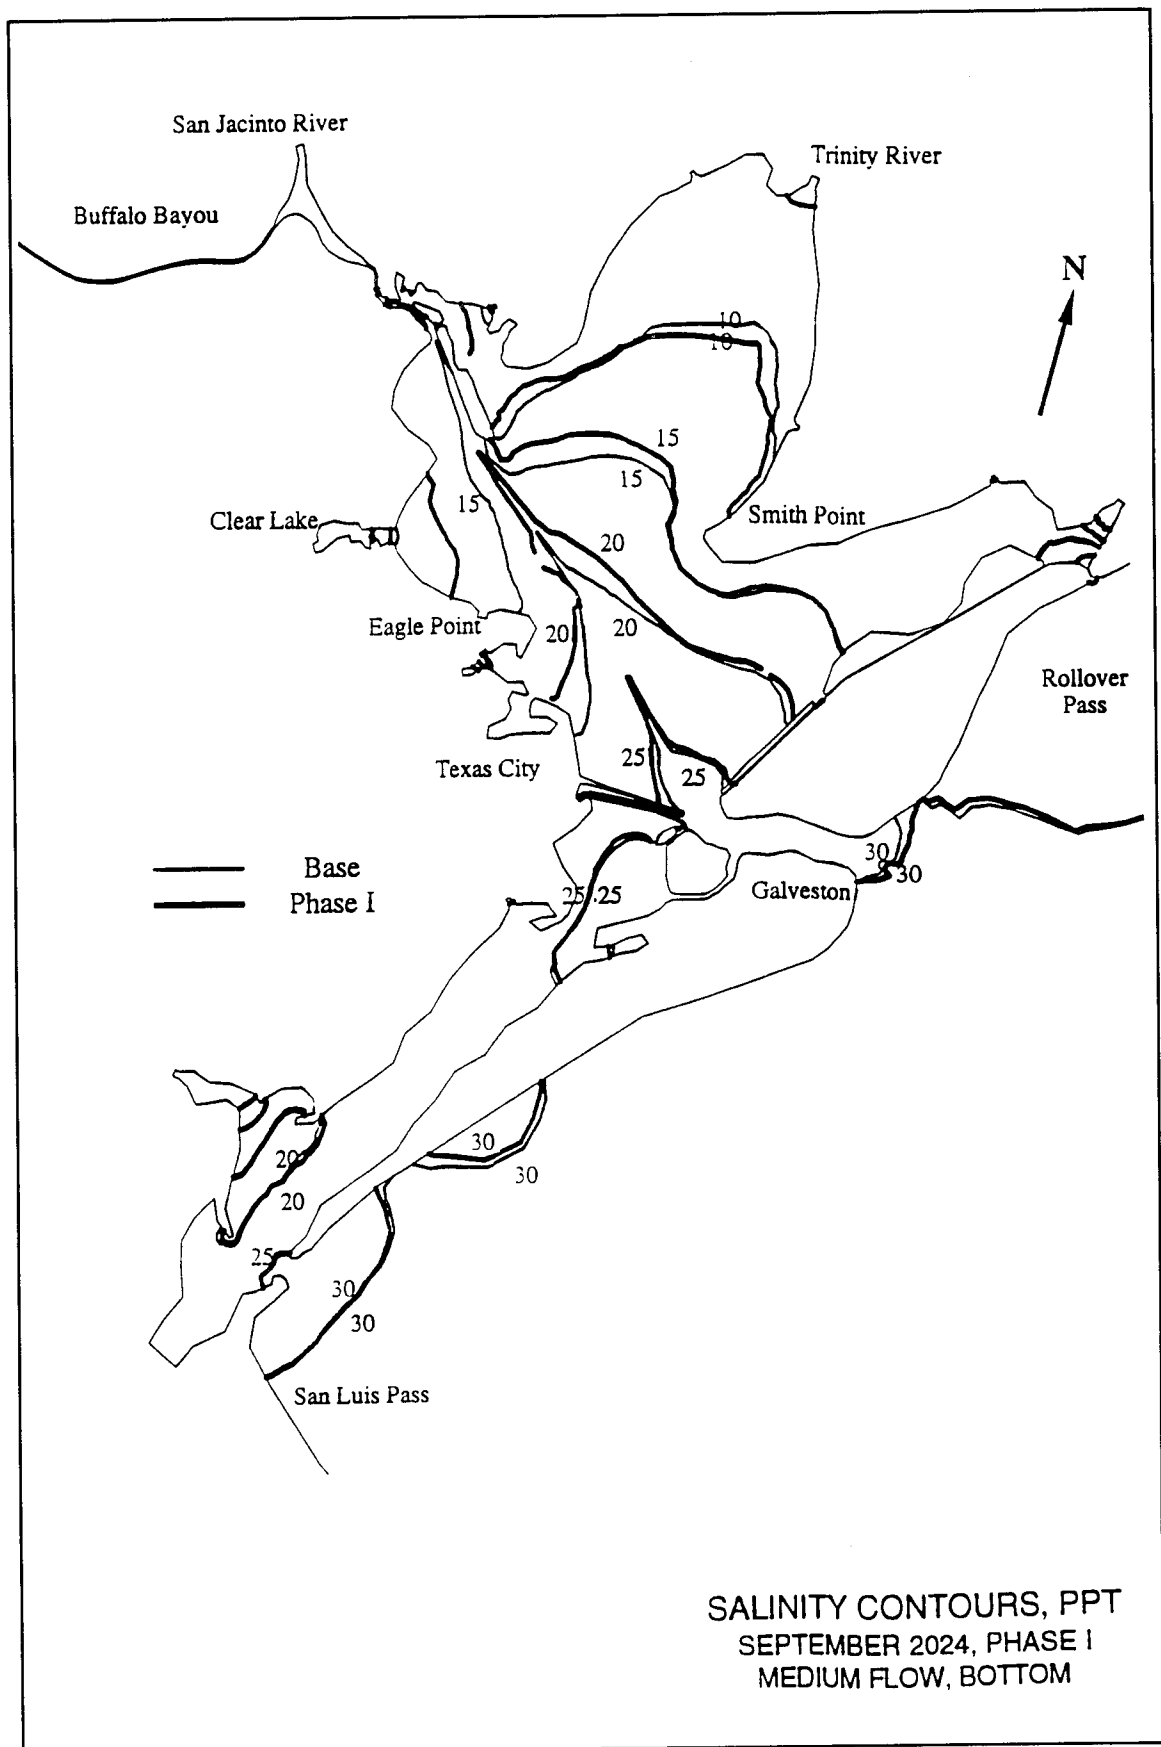 San Jacinto River
Trinity River
Buffalo Bayou
N
10
10
15
15
15
Smith Point
Clear Lake
20
Eagle Point
20
20
Rollover
Pass
25
25
Texas City
30
30
Base
Phase I
Galveston
25
25
30
30
20
20
25
30
30
San Luis Pass
SALINITY CONTOURS, PPT
SEPTEMBER 2024, PHASE I
MEDIUM FLOW, BOTTOM